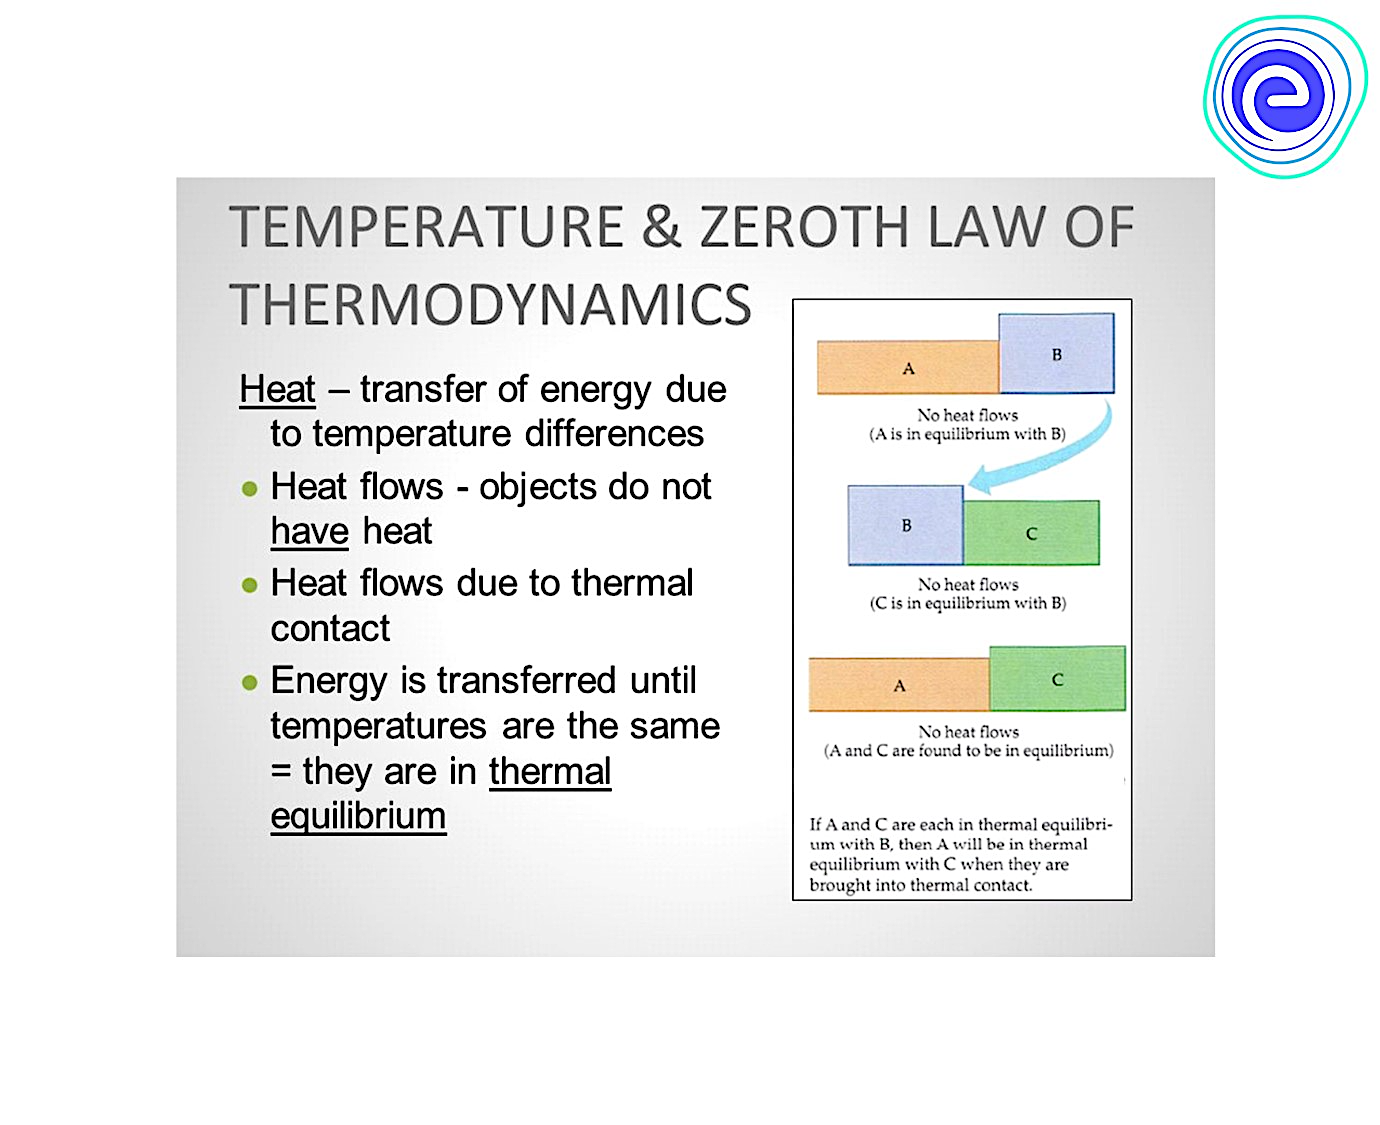 TEMPERATURE & ZEROTH LAW OF
THERMODYNAMICS
Heat – transfer of energy due
to temperature differences
● Heat flows - objects do not
have heat
● Heat flows due to thermal
contact
● Energy is transferred until
temperatures are the same
= they are in thermal
equilibrium
A
B
No heat flows
(A is in equilibrium with B)
B
C
No heat flows
(C is in equilibrium with B)
A
C
No heat flows
(A and C are found to be in equilibrium)
If A and C are each in thermal equilibri-
um with B, then A will be in thermal
equilibrium with C when they are
brought into thermal contact.